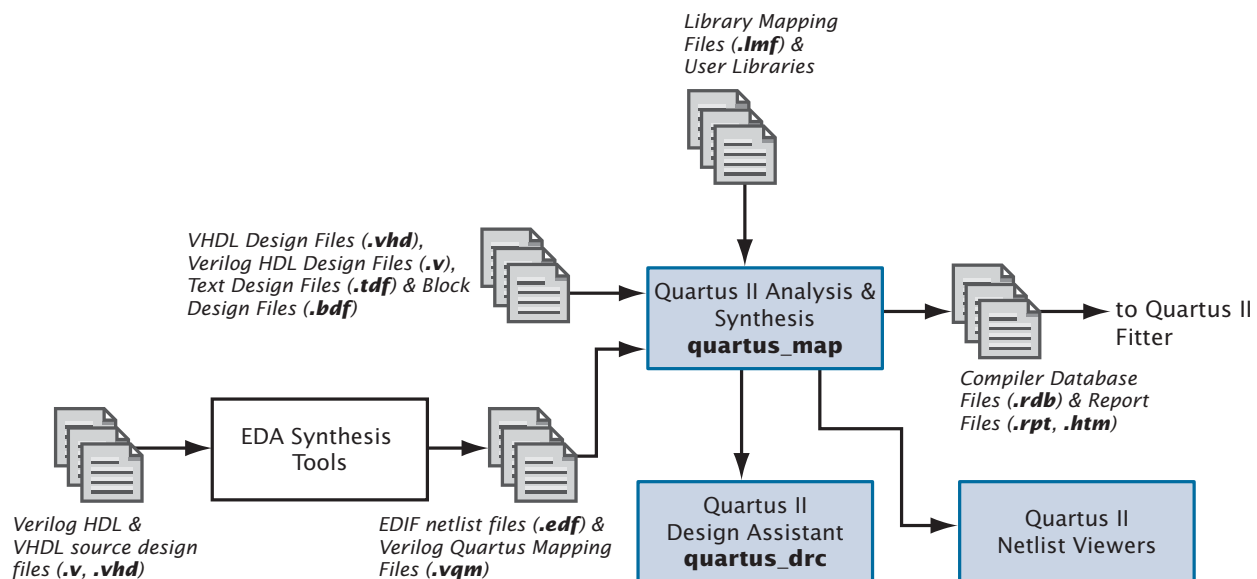 Library Mapping
Files (.lmf) &
User Libraries
VHDL Design Files (.vhd),
Verilog HDL Design Files (.v),
Text Design Files (.tdf) & Block
Design Files (.bdf)
Quartus II Analysis &
Synthesis
quartus_map
to Quartus II
Fitter
Compiler Database
Files (.rdb) & Report
Files (.rpt, .htm)
EDA Synthesis
Tools
Verilog HDL &
VHDL source design
files (.v, .vhd)
EDIF netlist files (.edf) &
Verilog Quartus Mapping
Files (.vqm)
Quartus II
Design Assistant
quartus_drc
Quartus II
Netlist Viewers